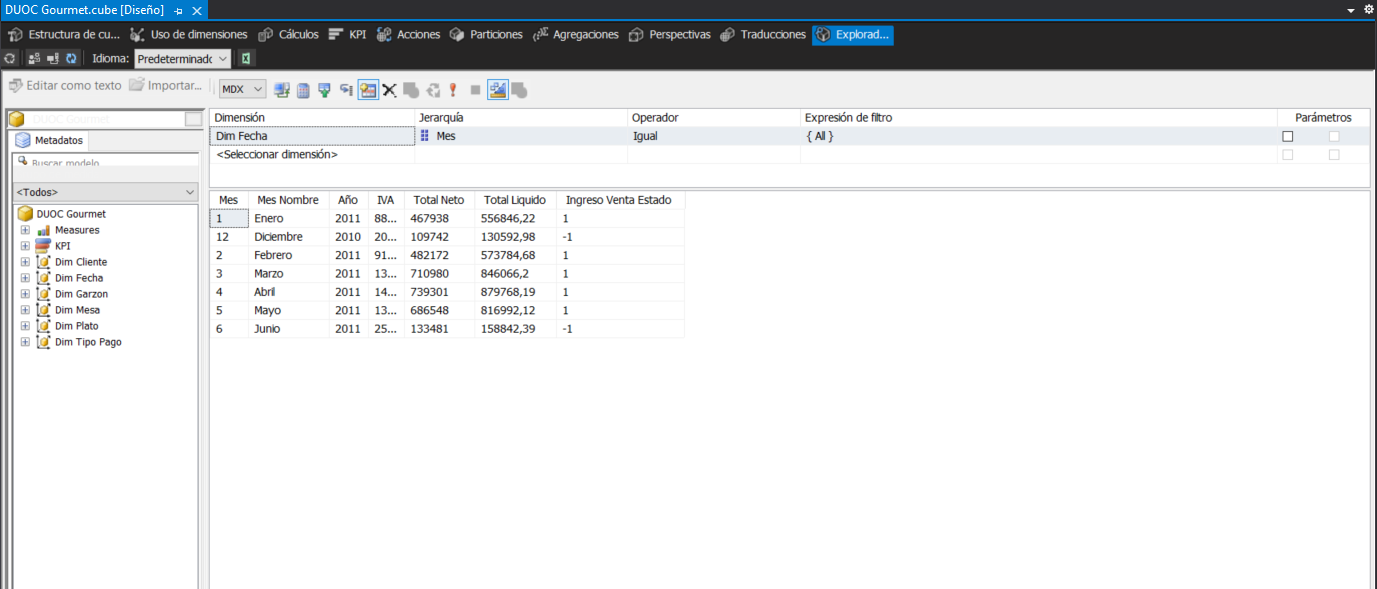 DUOC Gourmet.cube [Diseño]
Estructura de cu... Uso de dimensiones Cálculos KPI Acciones Particiones Agregaciones Perspectivas Traducciones Explorad...
Idioma: Predeterminado
Editar como texto Importar... MDX
DUOC Gourmet
Metadatos
Buscar modelo
<Todos>
DUOC Gourmet
Measures
KPI
Dim Cliente
Dim Fecha
Dim Garzon
Dim Mesa
Dim Plato
Dim Tipo Pago
Dimensión Jerarquía Operador Expresión de filtro Parámetros
Dim Fecha Mes Igual { All }
<Seleccionar dimensión>
Mes Mes Nombre Año IVA Total Neto Total Liquido Ingreso Venta Estado
1 Enero 2011 88... 467938 556846,22 1
12 Diciembre 2010 20... 109742 130592,98 -1
2 Febrero 2011 91... 482172 573784,68 1
3 Marzo 2011 13... 710980 846066,2 1
4 Abril 2011 14... 739301 879768,19 1
5 Mayo 2011 13... 686548 816992,12 1
6 Junio 2011 25... 133481 158842,39 -1